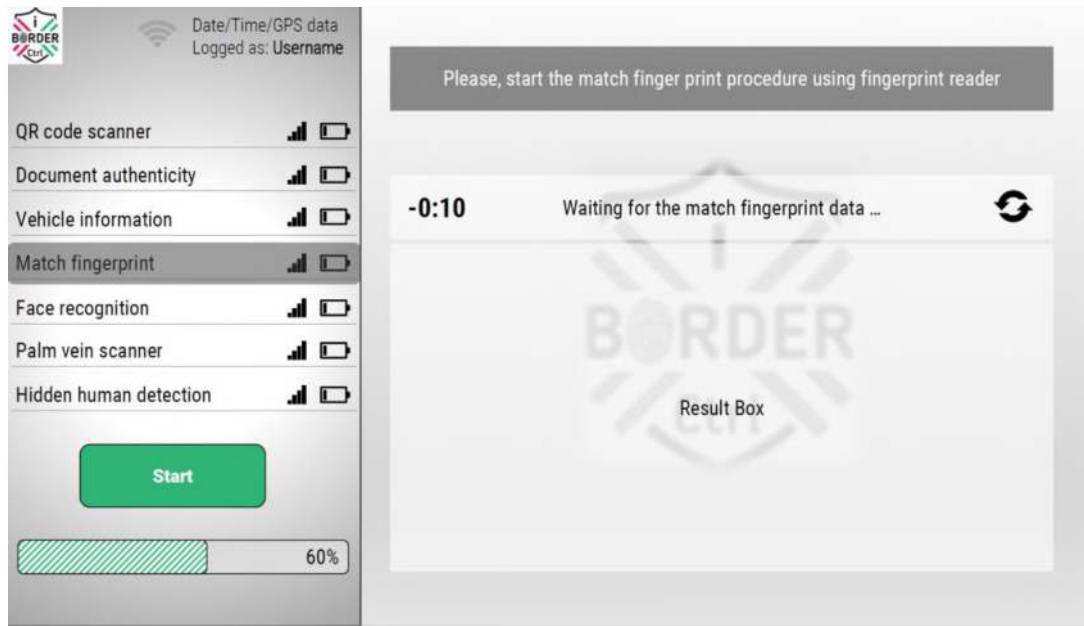 i
BORDER
Ctrl
Date/Time/GPS data
Logged as: Username
QR code scanner
Document authenticity
Vehicle information
Match fingerprint
Face recognition
Palm vein scanner
Hidden human detection
Start
60%
Please, start the match finger print procedure using fingerprint reader
-0:10
Waiting for the match fingerprint data ...
i
BORDER
Ctrl
Result Box